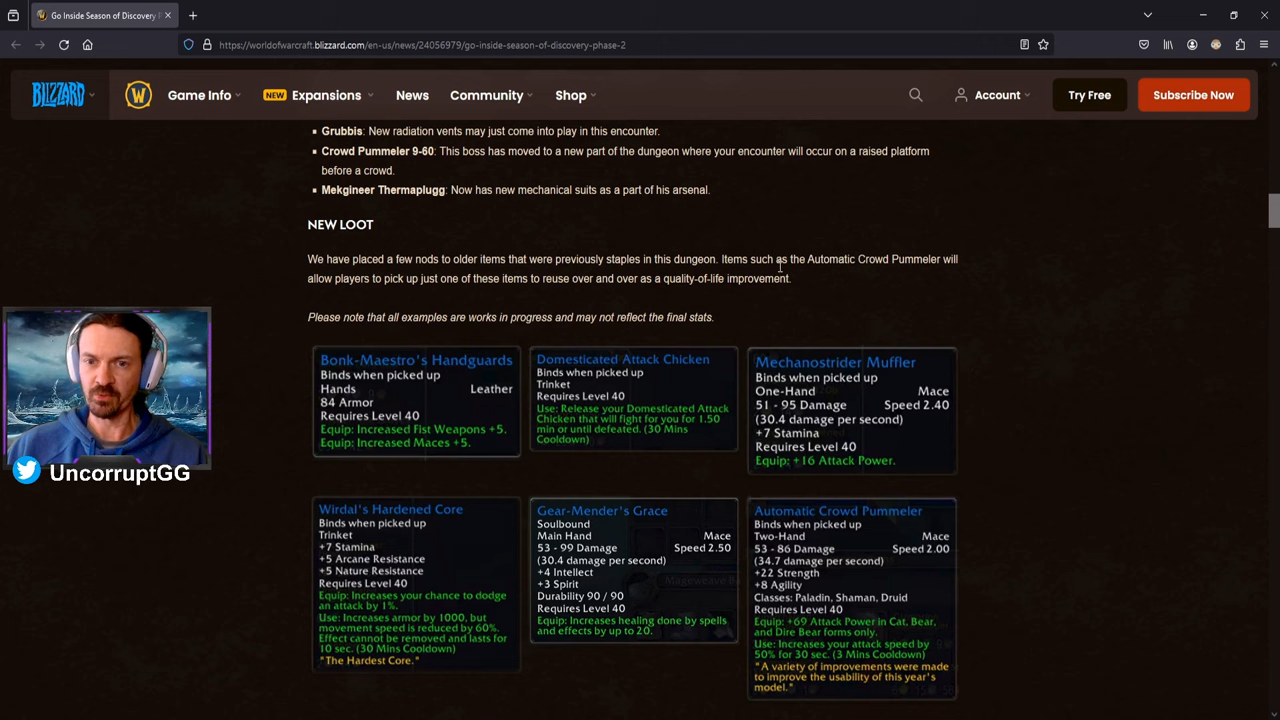 Go Inside Season of Discovery P
https://worldofwarcraft.blizzard.com/en-us/news/24056979/go-inside-season-of-discovery-phase-2
BLIZZARD
W
Game Info
NEW
Expansions
News
Community
Shop
Account
Try Free
Subscribe Now
Grubbis: New radiation vents may just come into play in this encounter.
Crowd Pummeler 9-60: This boss has moved to a new part of the dungeon where your encounter will occur on a raised platform
before a crowd.
Mekgineer Thermaplugg: Now has new mechanical suits as a part of his arsenal.
NEW LOOT
We have placed a few nods to older items that were previously staples in this dungeon. Items such as the Automatic Crowd Pummeler will
allow players to pick up just one of these items to reuse over and over as a quality-of-life improvement.
Please note that all examples are works in progress and may not reflect the final stats.
Bonk-Maestro's Handguards
Binds when picked up
Hands Leather
84 Armor
Requires Level 40
Equip: Increased Fist Weapons +5.
Equip: Increased Maces +5.
Domesticated Attack Chicken
Binds when picked up
Trinket
Requires Level 40
Use: Release your Domesticated Attack
Chicken that will fight for you for 1.50
min or until defeated. (30 Mins
Cooldown)
Mechanostrider Muffler
Binds when picked up
One-Hand Mace
51 - 95 Damage Speed 2.40
(30.4 damage per second)
+7 Stamina
Requires Level 40
Equip: +16 Attack Power.
UncorruptGG
Wirdal's Hardened Core
Binds when picked up
Trinket
+7 Stamina
+5 Arcane Resistance
+5 Nature Resistance
Requires Level 40
Equip: Increases your chance to dodge
an attack by 1%.
Use: Increases armor by 1000, but
movement speed is reduced by 60%.
Effect cannot be removed and lasts for
10 sec. (30 Mins Cooldown)
"The Hardest Core."
Gear-Mender's Grace
Soulbound
Main Hand Mace
53 - 99 Damage Speed 2.50
(30.4 damage per second)
+4 Intellect
+3 Spirit
Durability 90 / 90
Requires Level 40
Equip: Increases healing done by spells
and effects by up to 20.
Automatic Crowd Pummeler
Binds when picked up
Two-Hand Mace
53 - 86 Damage Speed 2.00
(34.7 damage per second)
+22 Strength
+8 Agility
Classes: Paladin, Shaman, Druid
Requires Level 40
Equip: +69 Attack Power in Cat, Bear,
and Dire Bear forms only.
Use: Increases your attack speed by
50% for 30 sec. (3 Mins Cooldown)
"A variety of improvements were made
to improve the usability of this year's
model."